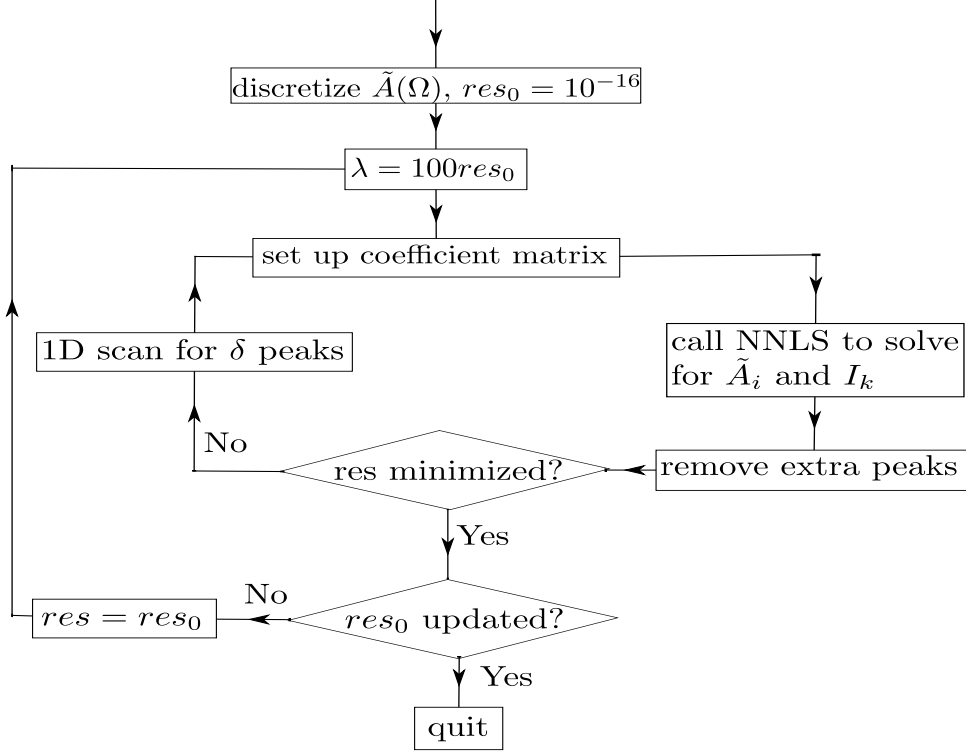 discretize Ã(Ω), res₀ = 10⁻¹⁶
λ = 100res₀
set up coefficient matrix
1D scan for δ peaks
call NNLS to solve
for Ãᵢ and Iₖ
No
res minimized?
remove extra peaks
Yes
No
res = res₀
res₀ updated?
Yes
quit